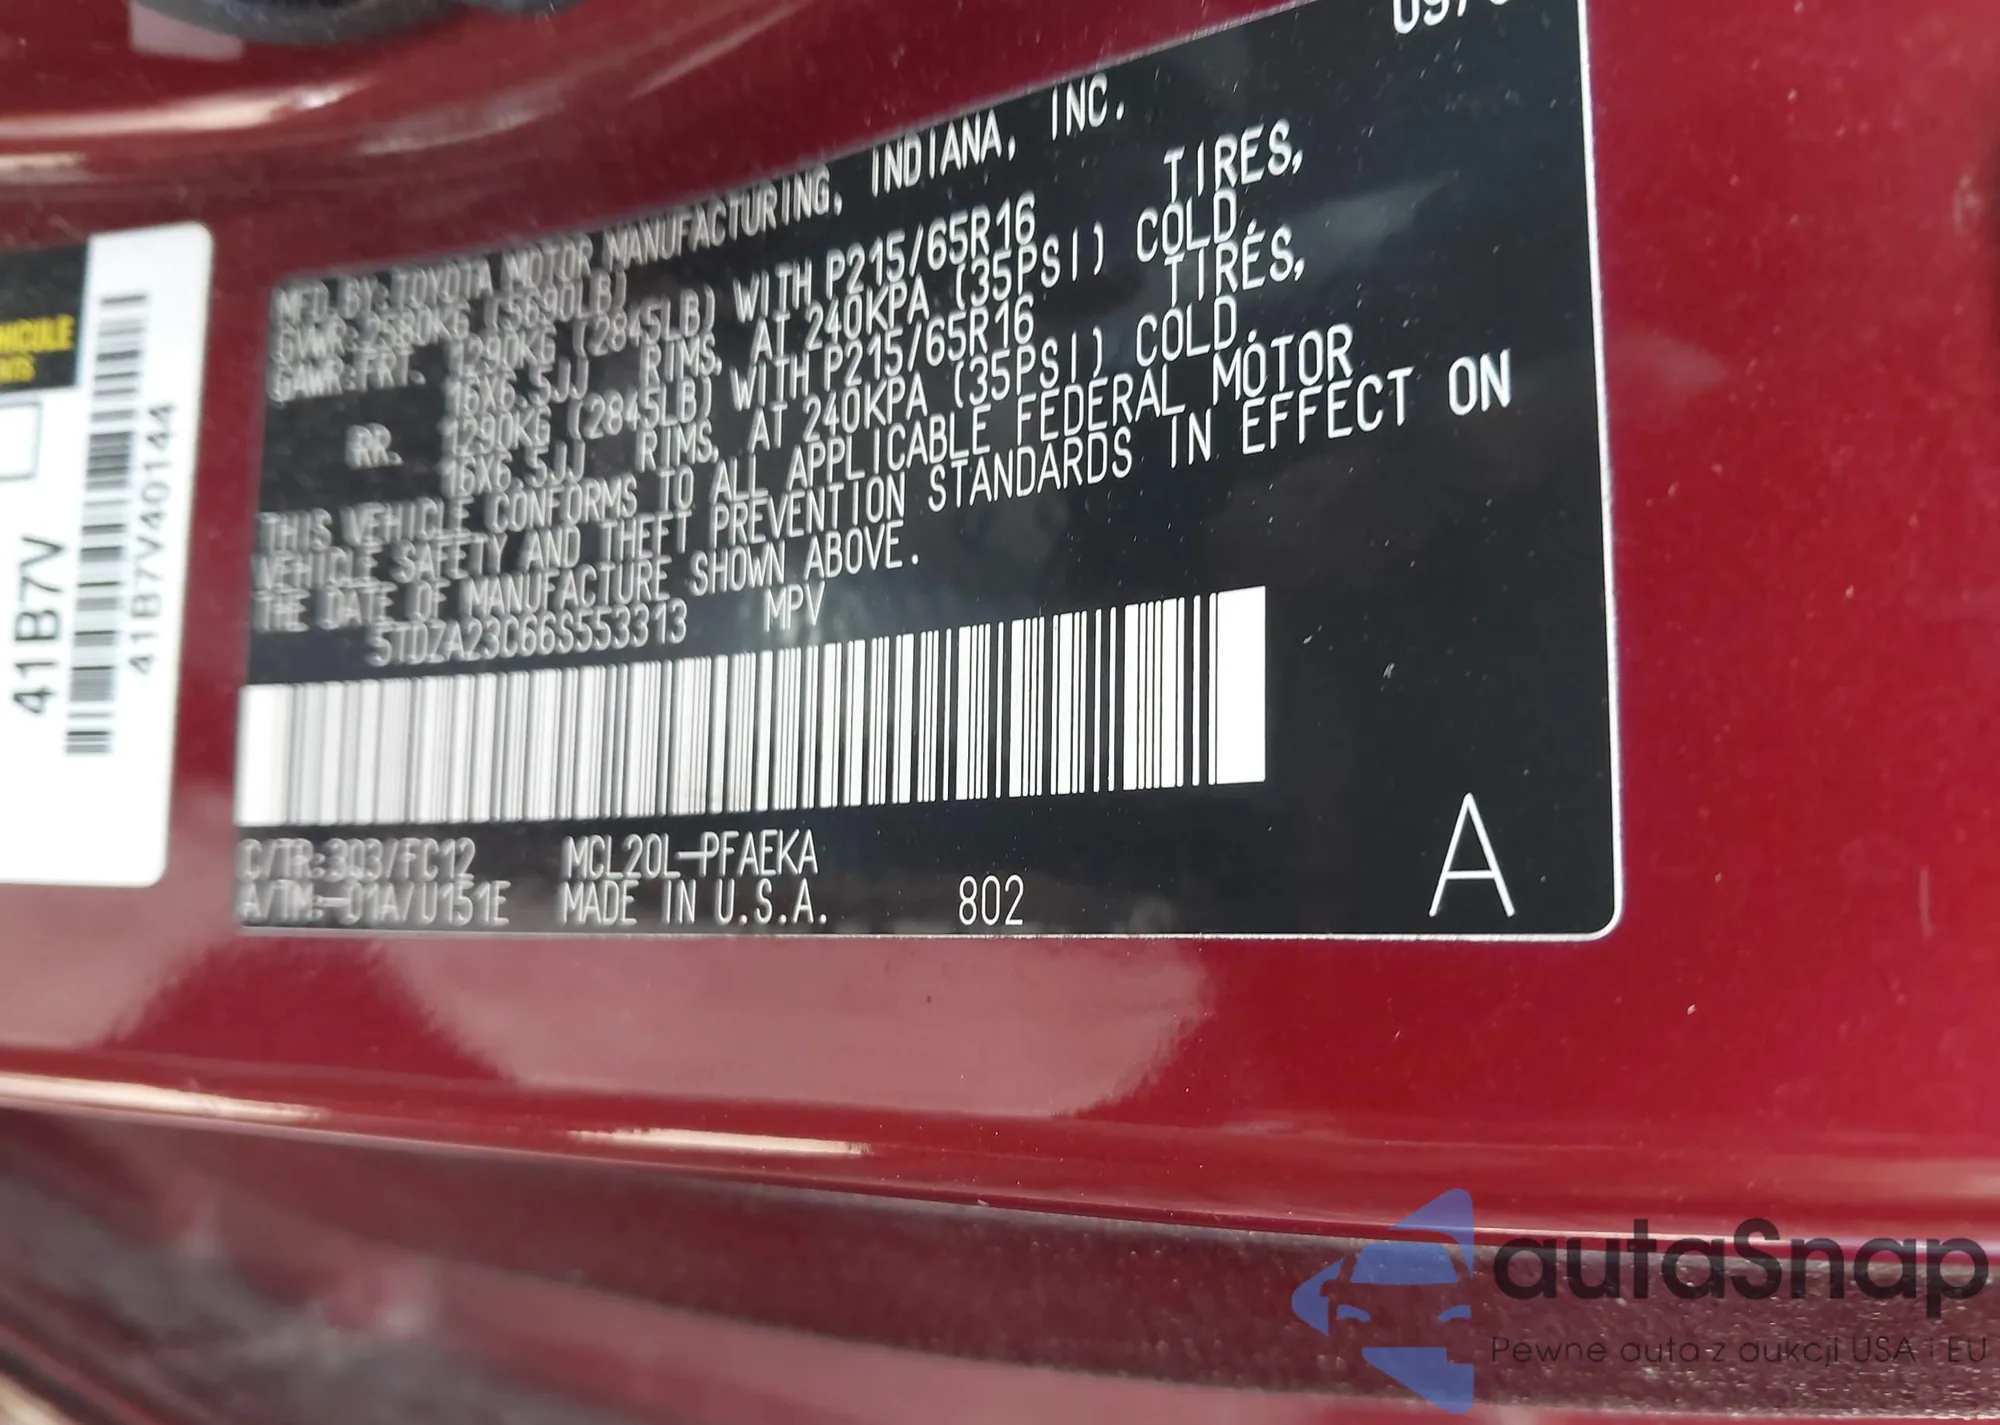 MFD.BY:TOYOTA MOTOR MANUFACTURING, INDIANA, INC.
GVWR:2580KG (5690LB)
GAWR:FRT. 1290KG (2845LB) WITH P215/65R16 TIRES,
16X6.5JJ RIMS, AT 240KPA (35PSI) COLD.
RR. 1290KG (2845LB) WITH P215/65R16 TIRES,
16X6.5JJ RIMS, AT 240KPA (35PSI) COLD.
THIS VEHICLE CONFORMS TO ALL APPLICABLE FEDERAL MOTOR
VEHICLE SAFETY AND THEFT PREVENTION STANDARDS IN EFFECT ON
THE DATE OF MANUFACTURE SHOWN ABOVE.
5TDZA23C66S553313 MPV
C/TR:3Q3/FC12 MCL20L-PFAEKA
A/TM:-01A/U151E MADE IN U.S.A. 802
A
41B7V
41B7V40144
autaSnap
Pewne auta z aukcji USA i EU